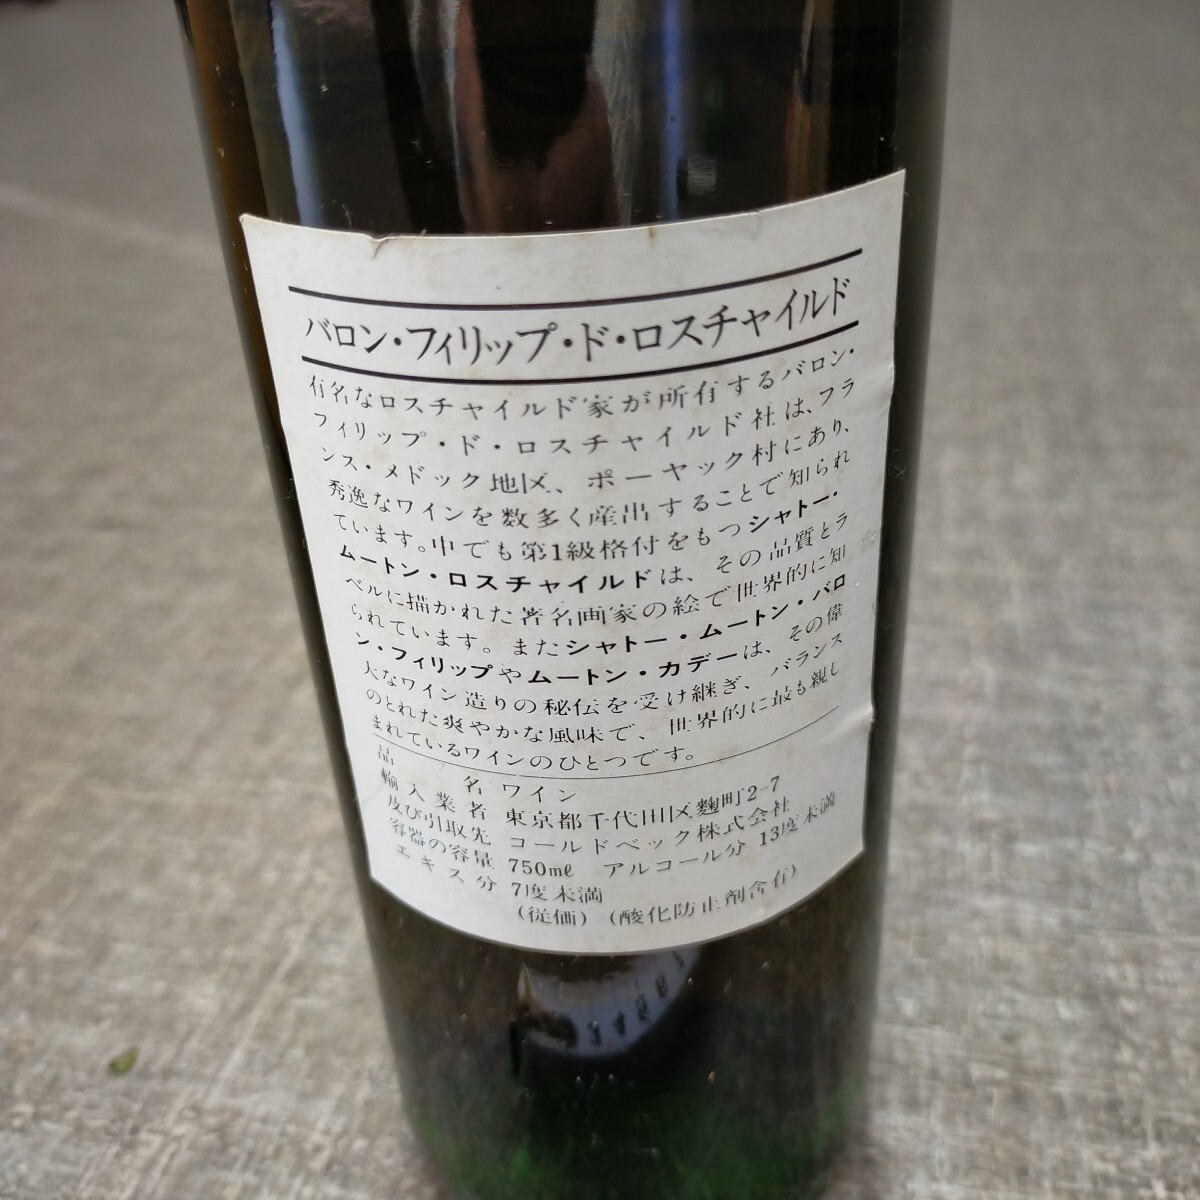 バロン・フィリップ・ド・ロスチャイルド
有名なロスチャイルド家が所有するバロン・
フィリップ・ド・ロスチャイルド社は、フラ
ンス・メドック地区、ポーヤック村にあり、
秀逸なワインを数多く産出することで知られ
ています。中でも第1級格付をもつシャトー・
ムートン・ロスチャイルドは、その品質とラ
ベルに描かれた著名画家の絵で世界的に知
られています。またシャトー・ムートン・バロ
ン・フィリップやムートン・カデーは、その偉
大なワイン造りの秘伝を受け継ぎ、バランス
のとれた爽やかな風味で、世界的に最も親し
まれているワインのひとつです。
品名 ワイン
輸入業者 東京都千代田区麴町2-7
及び引取先 コールドベック株式会社
容器の容量 750mℓ アルコール分 13度未満
エキス分 7度未満
(従価) (酸化防止剤含有)